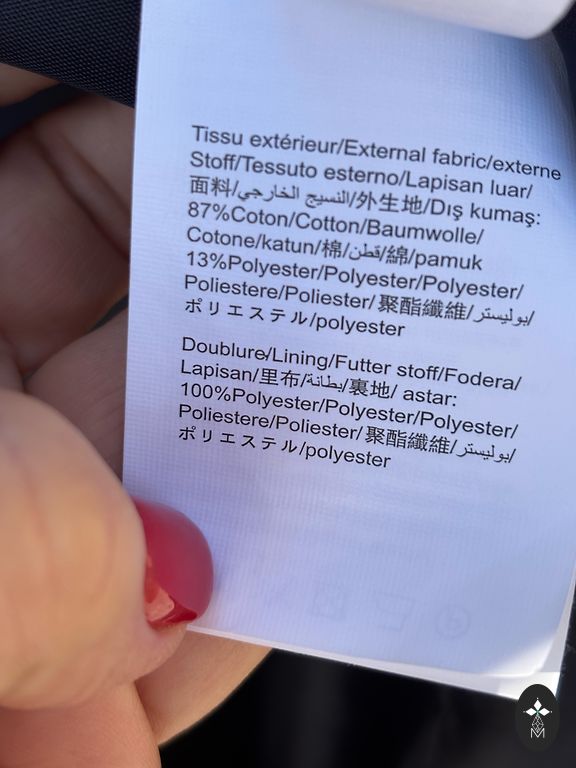 Tissu extérieur/External fabric/externe
Stoff/Tessuto esterno/Lapisan luar/
面料/النسيج الخارجي/外生地/Dış kumaş:
87%Coton/Cotton/Baumwolle/
Cotone/katun/棉/قطن/綿/pamuk
13%Polyester/Polyester/Polyester/
Poliestere/Poliester/聚酯纖維/بوليستر/
ポリエステル/polyester
Doublure/Lining/Futter stoff/Fodera/
Lapisan/里布/بطانة/裏地/ astar:
100%Polyester/Polyester/Polyester/
Poliestere/Poliester/聚酯纖維/بوليستر/
ポリエステル/polyester
M